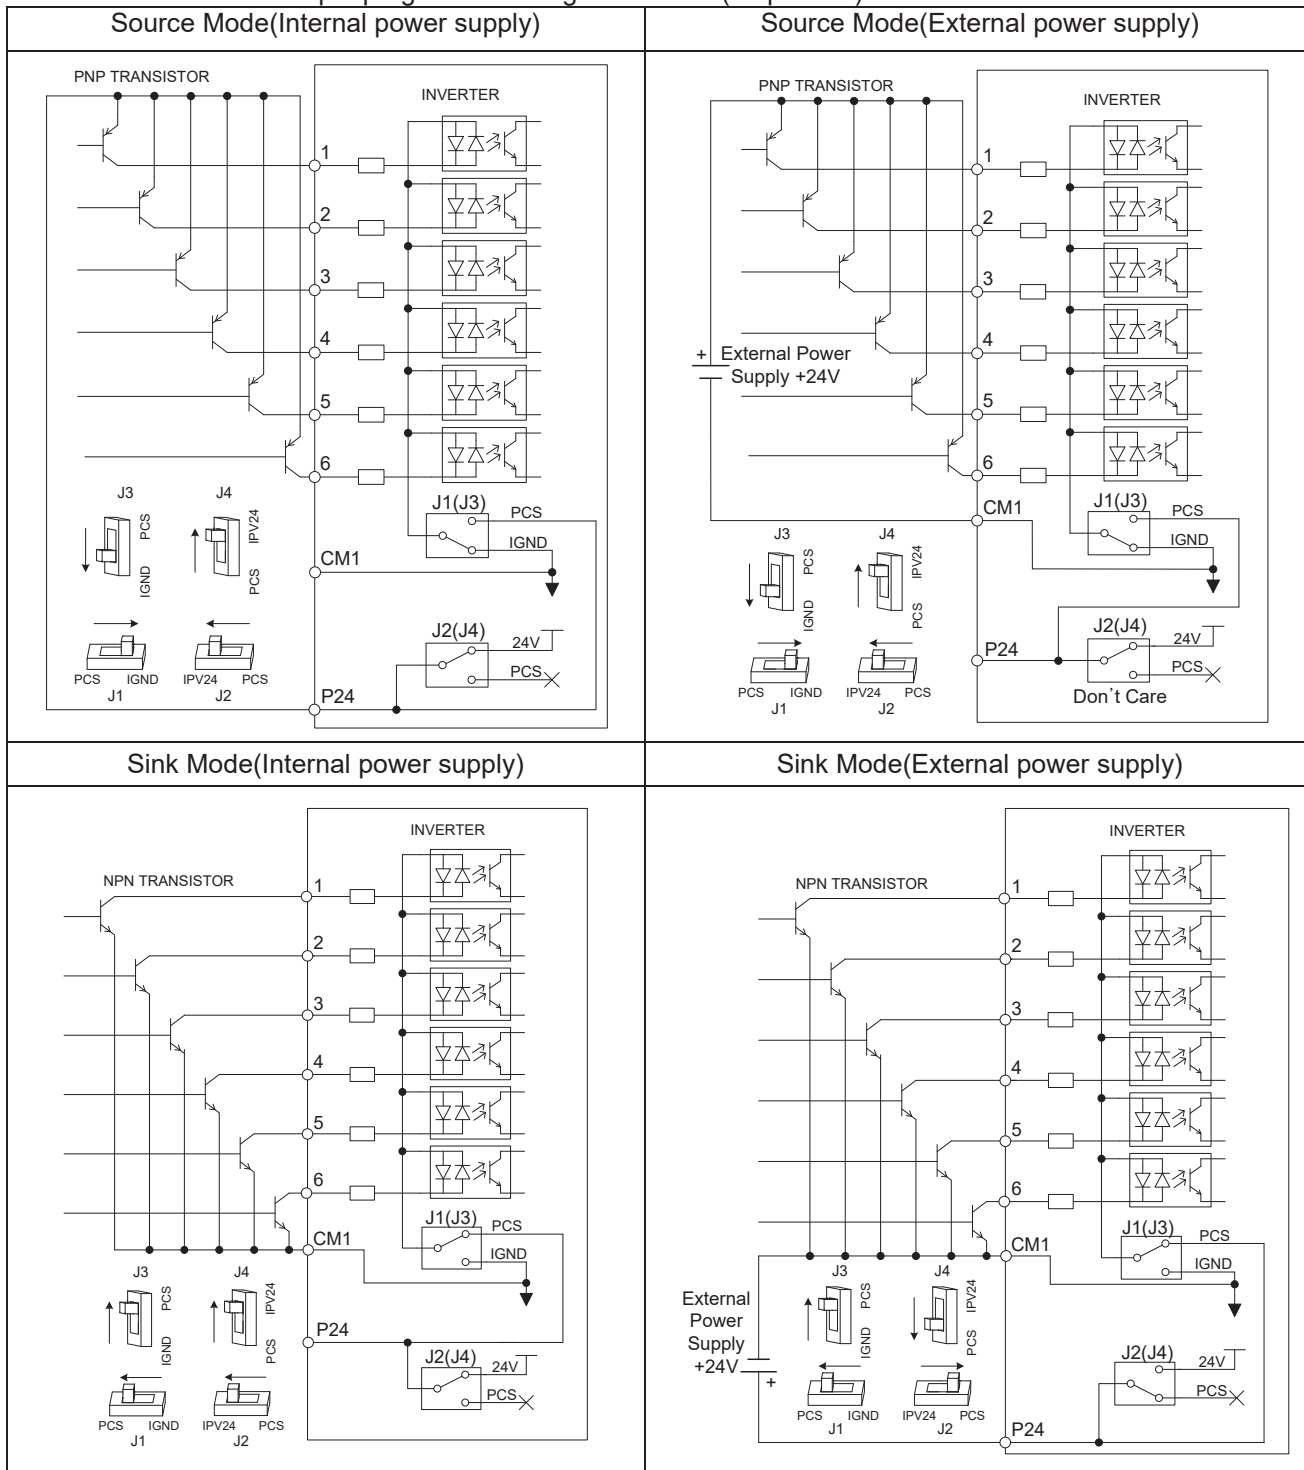 Source Mode(Internal power supply)
PNP TRANSISTOR
INVERTER
1
2
3
4
5
6
J3
J4
PCS
IGND
IPV24
PCS
J1(J3)
PCS
IGND
CM1
J2(J4)
24V
PCS
PCS IGND
J1
IPV24 PCS
J2
P24
Source Mode(External power supply)
PNP TRANSISTOR
INVERTER
1
2
3
4
+ External Power
Supply +24V
5
6
CM1
J1(J3)
PCS
IGND
J3
J4
PCS
IGND
IPV24
PCS
P24
J2(J4)
24V
PCS
Don't Care
PCS IGND
J1
IPV24 PCS
J2
Sink Mode(Internal power supply)
INVERTER
NPN TRANSISTOR
1
2
3
4
5
6
J1(J3)
PCS
IGND
CM1
J3
J4
PCS
IGND
IPV24
PCS
P24
J2(J4)
24V
PCS
PCS IGND
J1
IPV24 PCS
J2
Sink Mode(External power supply)
INVERTER
NPN TRANSISTOR
1
2
3
4
5
6
J1(J3)
PCS
IGND
CM1
J3
J4
PCS
IGND
IPV24
PCS
External
Power
Supply
+24V
+
J2(J4)
24V
PCS
PCS IGND
J1
IPV24 PCS
J2
P24